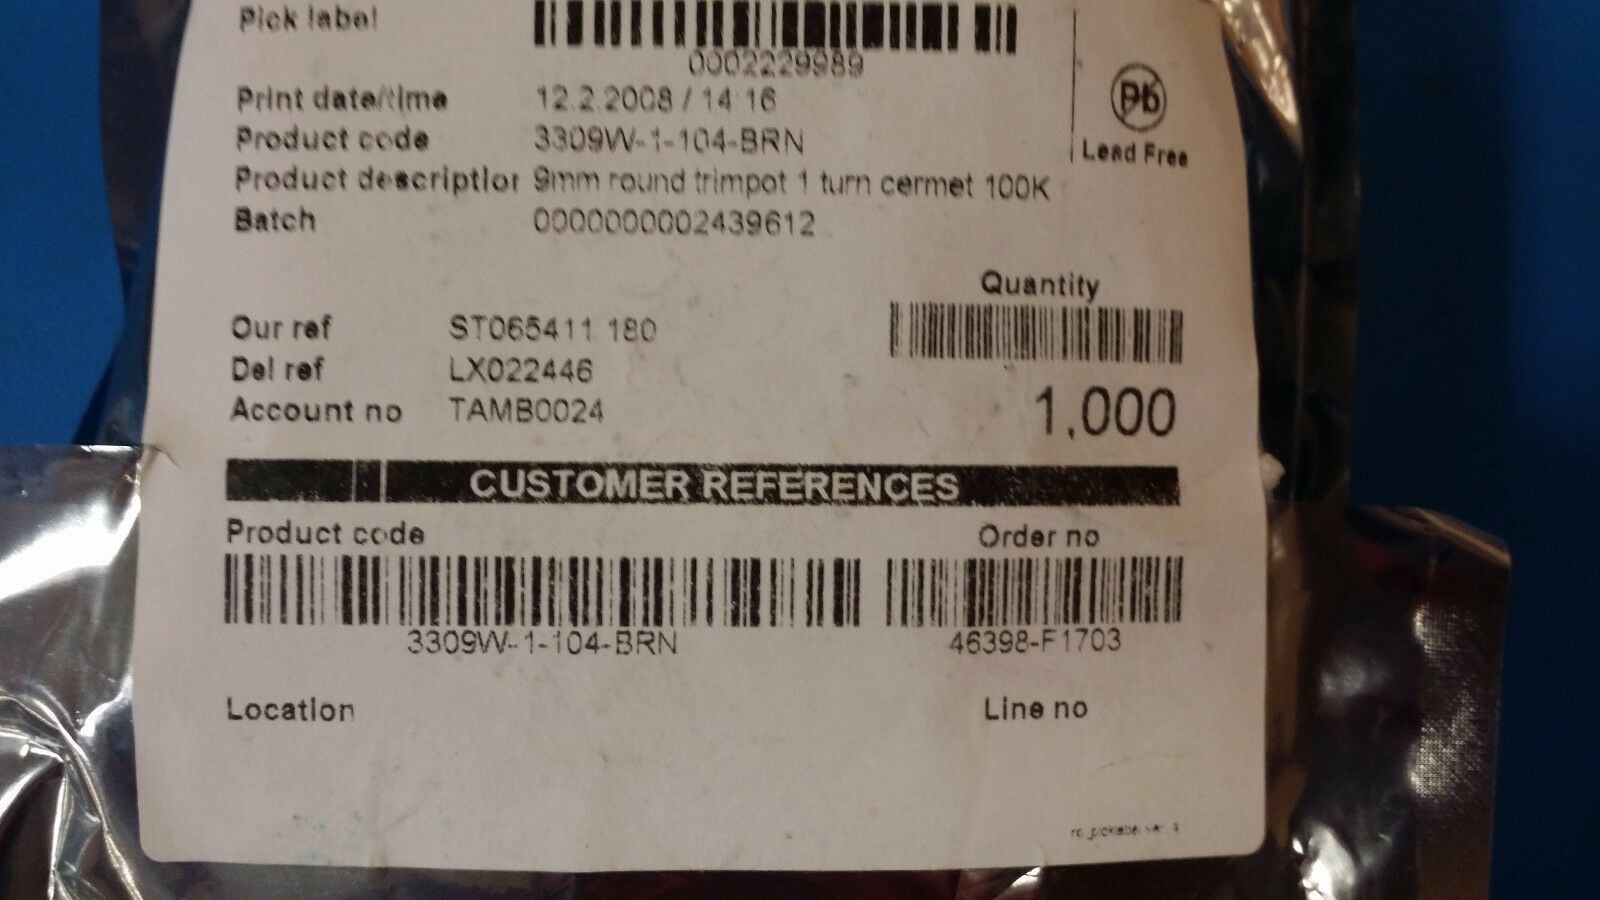 Pick label
0002229989
Pb
Lead Free
Print date/time 12.2.2008 / 14:16
Product code 3309W-1-104-BRN
Product description 9mm round trimpot 1 turn cermet 100K
Batch 0000000002439612
Quantity
1,000
Our ref ST065411 180
Del ref LX022446
Account no TAMB0024
CUSTOMER REFERENCES
Product code Order no
3309W-1-104-BRN 46398-F1703
Location Line no